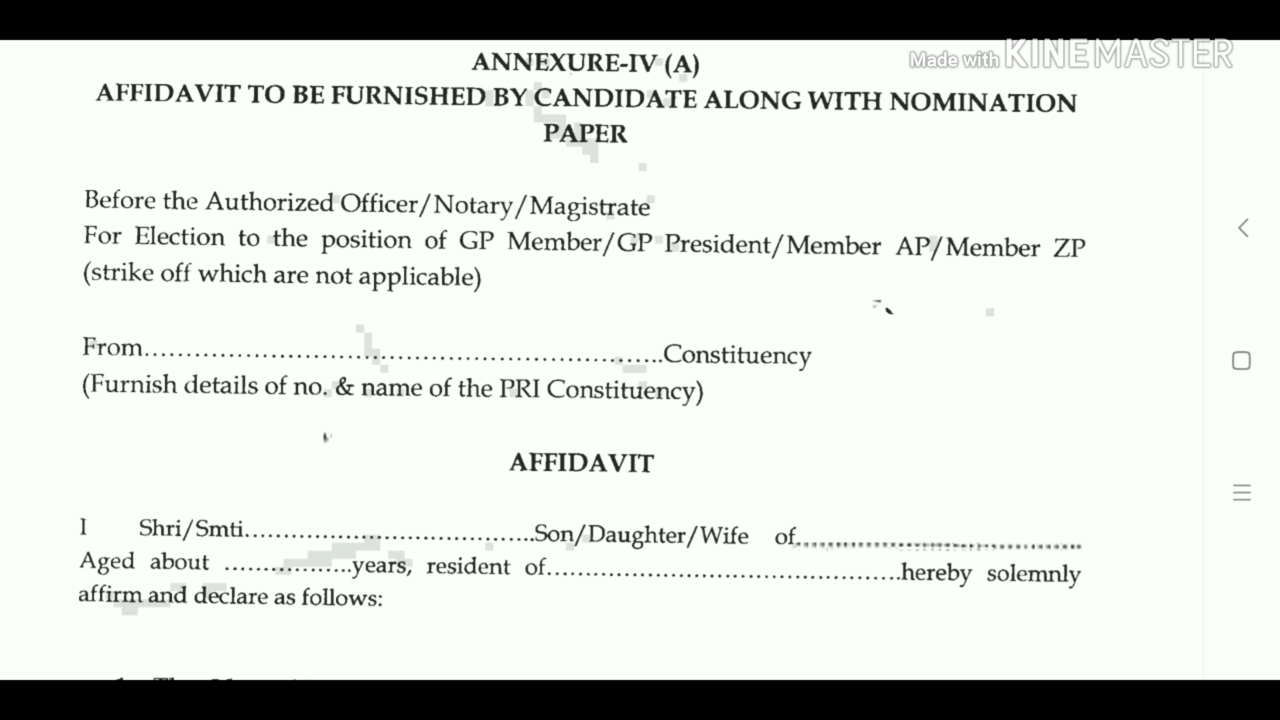 Made with KINEMASTER
ANNEXURE-IV (A)
AFFIDAVIT TO BE FURNISHED BY CANDIDATE ALONG WITH NOMINATION
PAPER
Before the Authorized Officer/Notary/Magistrate
For Election to the position of GP Member/GP President/Member AP/Member ZP
(strike off which are not applicable)
From..............................................................Constituency
(Furnish details of no. & name of the PRI Constituency)
AFFIDAVIT
I Shri/Smti...................................Son/Daughter/Wife of.......................................
Aged about ................years, resident of...........................................hereby solemnly
affirm and declare as follows: